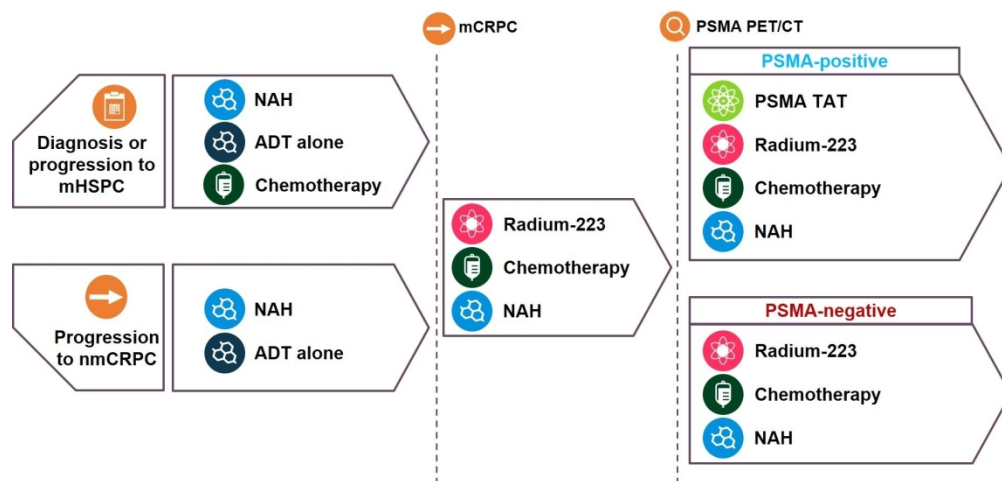 mCRPC
PSMA PET/CT
Diagnosis or
progression to
mHSPC
NAH
ADT alone
Chemotherapy
Progression
to nmCRPC
NAH
ADT alone
Radium-223
Chemotherapy
NAH
PSMA-positive
PSMA TAT
Radium-223
Chemotherapy
NAH
PSMA-negative
Radium-223
Chemotherapy
NAH